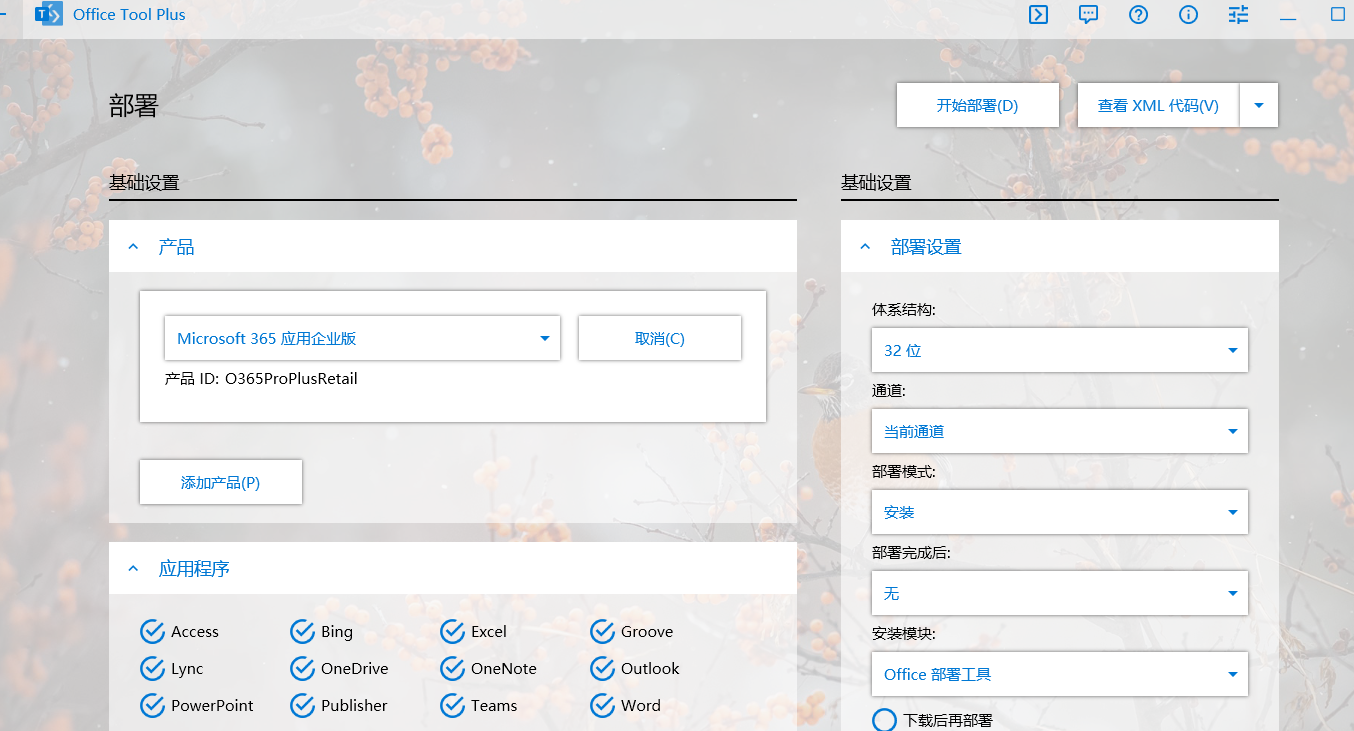 Office Tool Plus
部署
开始部署(D)
查看 XML 代码(V)
基础设置
产品
Microsoft 365 应用企业版
取消(C)
产品 ID: O365ProPlusRetail
添加产品(P)
应用程序
Access Bing Excel Groove
Lync OneDrive OneNote Outlook
PowerPoint Publisher Teams Word
基础设置
部署设置
体系结构:
32 位
通道:
当前通道
部署模式:
安装
部署完成后:
无
安装模块:
Office 部署工具
下载后再部署